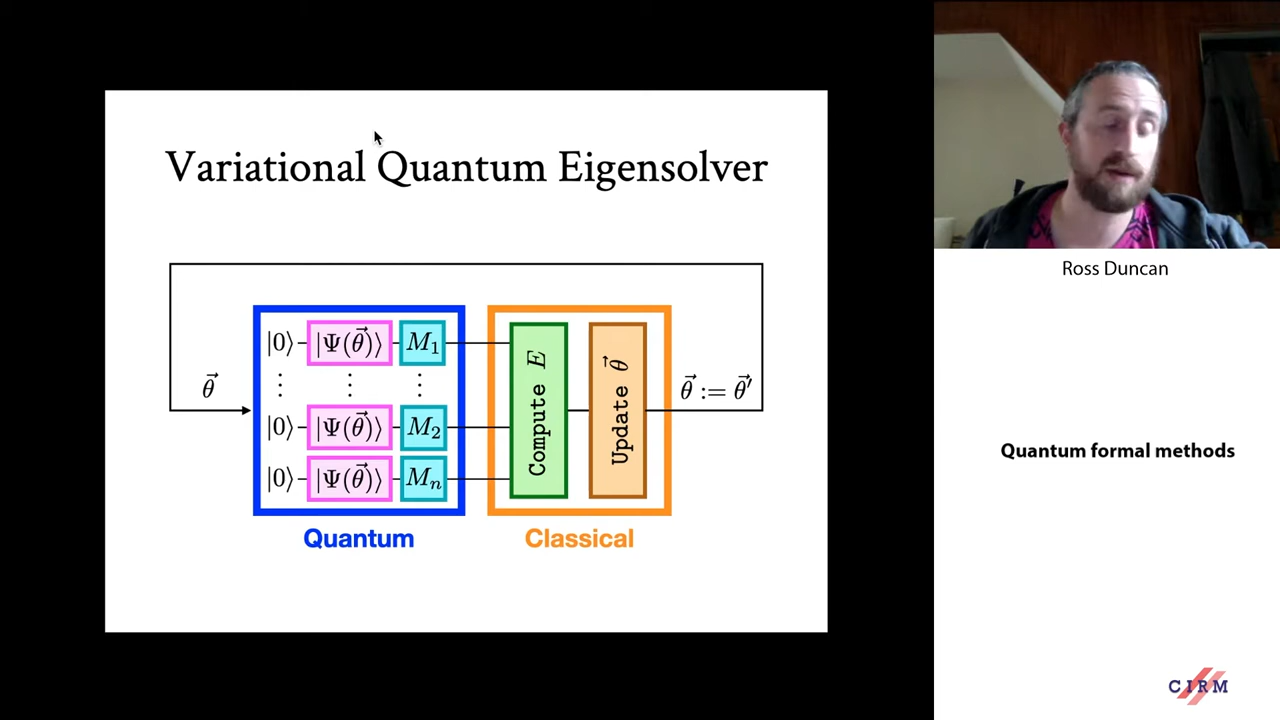 Variational Quantum Eigensolver
|0⟩ |Ψ(θ⃗)⟩ M₁
θ⃗ ⋮ ⋮ ⋮
|0⟩ |Ψ(θ⃗)⟩ M₂
|0⟩ |Ψ(θ⃗)⟩ Mₙ
Compute E
Update θ⃗
θ⃗ := θ⃗′
Quantum
Classical
Ross Duncan
Quantum formal methods
CIRM